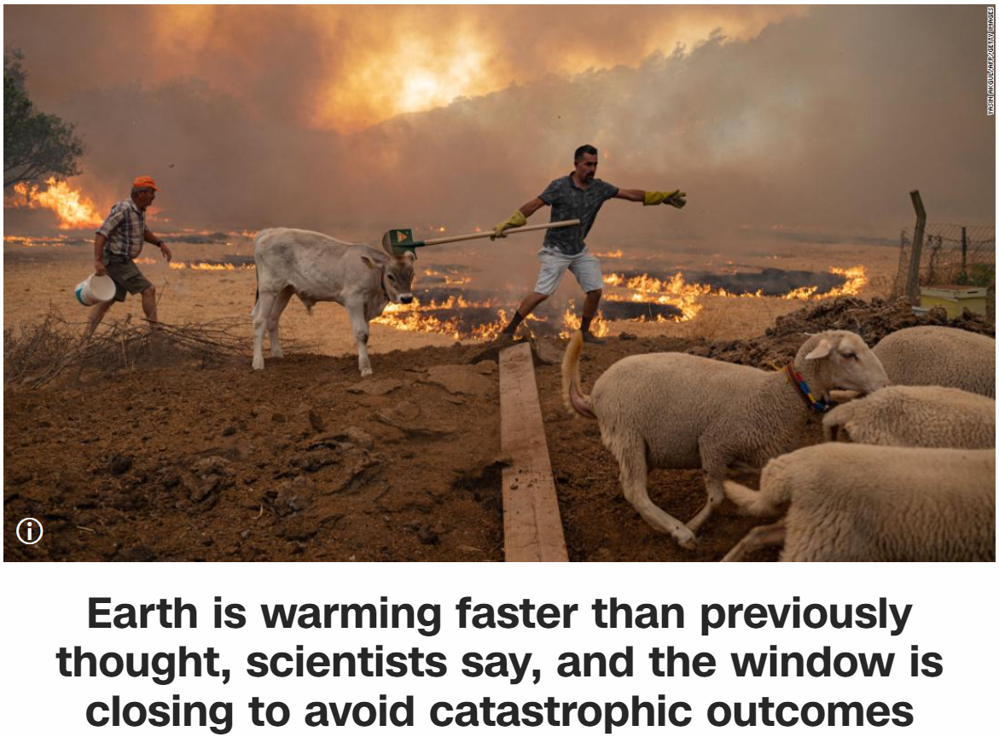 YASIN AKGUL/AFP/GETTY IMAGES
Earth is warming faster than previously
thought, scientists say, and the window is
closing to avoid catastrophic outcomes